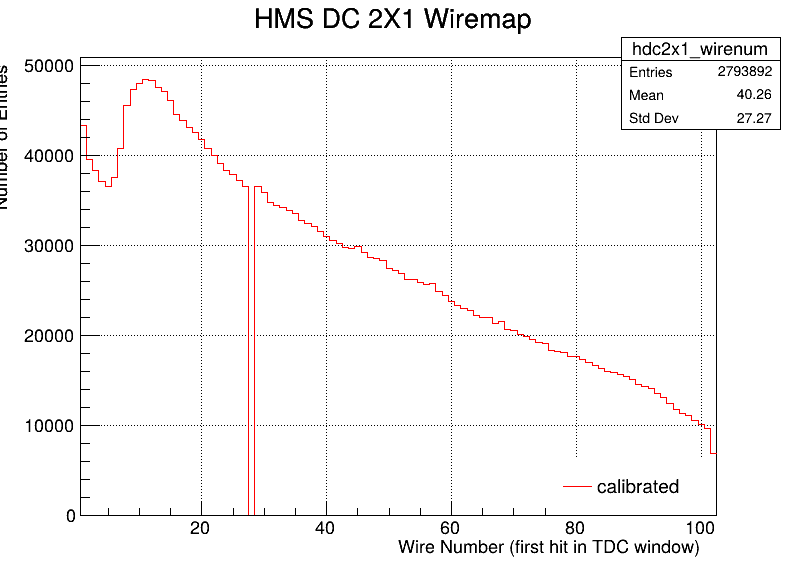 HMS DC 2X1 Wiremap
hdc2x1_wirenum
Entries 2793892
Mean 40.26
Std Dev 27.27
Number of Entries
50000
40000
30000
20000
10000
0
20 40 60 80 100
calibrated
Wire Number (first hit in TDC window)